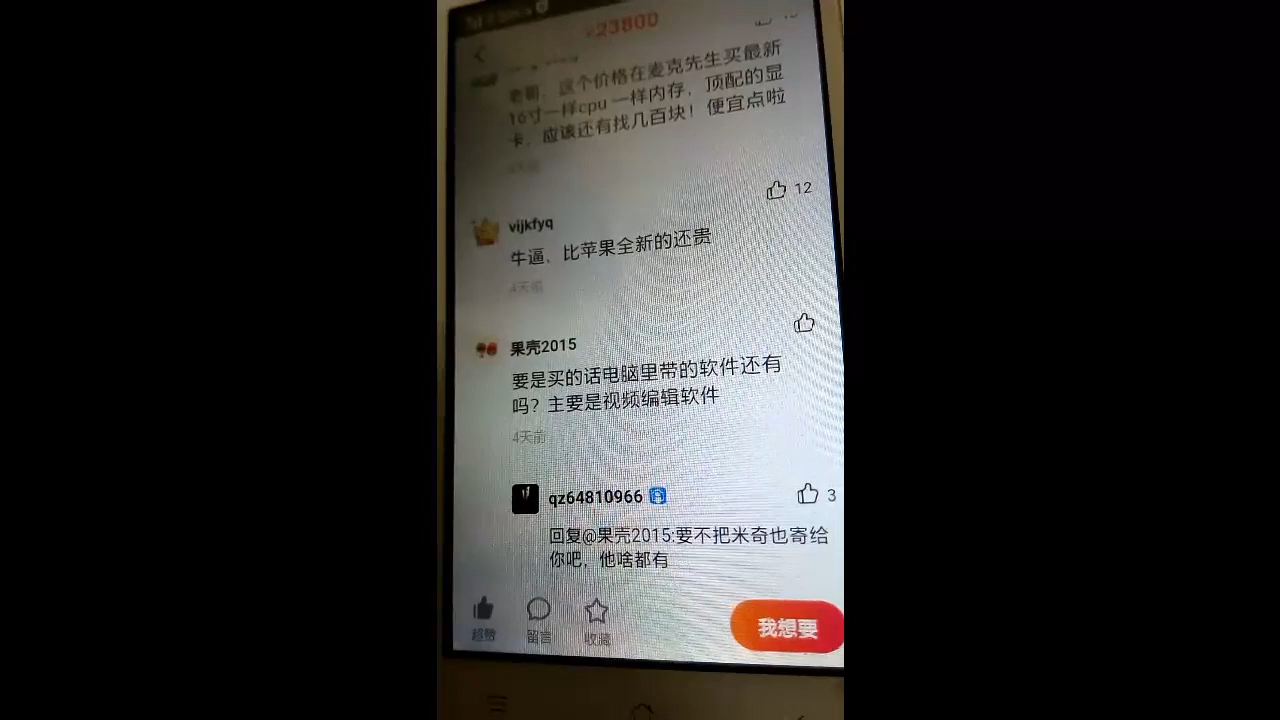 ¥23800
老哥，这个价格在麦克先生买最新
16寸一样cpu一样内存，顶配的显
卡，应该还有找几百块！便宜点啦
4天前
12
vijkfyq
牛逼，比苹果全新的还贵
4天前
果壳2015
要是买的话电脑里带的软件还有
吗？主要是视频编辑软件
4天前
qz64810966
3
回复@果壳2015:要不把米奇也寄给
你吧，他啥都有
超赞
留言
收藏
我想要